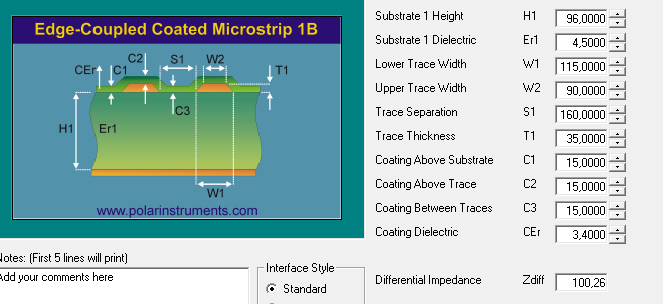 Edge-Coupled Coated Microstrip 1B
CEr C1 C2 S1 W2 T1
H1 Er1 C3
W1
www.polarinstruments.com
Substrate 1 Height H1 96,0000
Substrate 1 Dielectric Er1 4,5000
Lower Trace Width W1 115,0000
Upper Trace Width W2 90,0000
Trace Separation S1 160,0000
Trace Thickness T1 35,0000
Coating Above Substrate C1 15,0000
Coating Above Trace C2 15,0000
Coating Between Traces C3 15,0000
Coating Dielectric CEr 3,4000
Notes: (First 5 lines will print)
Add your comments here
Interface Style
Standard
Differential Impedance Zdiff 100,26